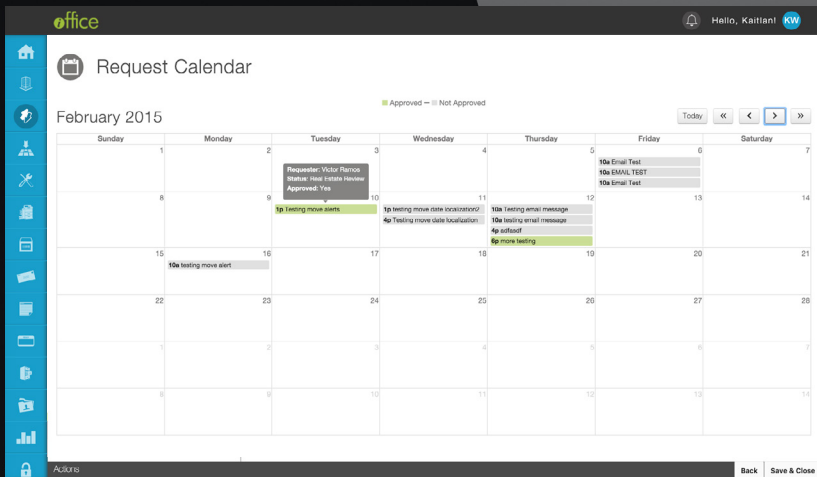 office
Hello, Kaitlan! KW
Request Calendar
Approved Not Approved
February 2015
Today « < > »
Sunday Monday Tuesday Wednesday Thursday Friday Saturday
1 2 3 4 5 6 7
10a Email Test
10a EMAIL TEST
10a Email Test
Requester: Victor Ramos
Status: Real Estate Review
Approved: Yes
8 9 10 11 12 13 14
1p Testing move alerts
1p testing move date localization2
4p Testing move date localization
10a Testing email message
10a testing email message
4p adfasdf
6p more testing
15 16 17 18 19 20 21
10a testing move alert
22 23 24 25 26 27 28
1 2 3 4 5 6 7
8 9 10 11 12 13 14
Actions
Back Save & Close